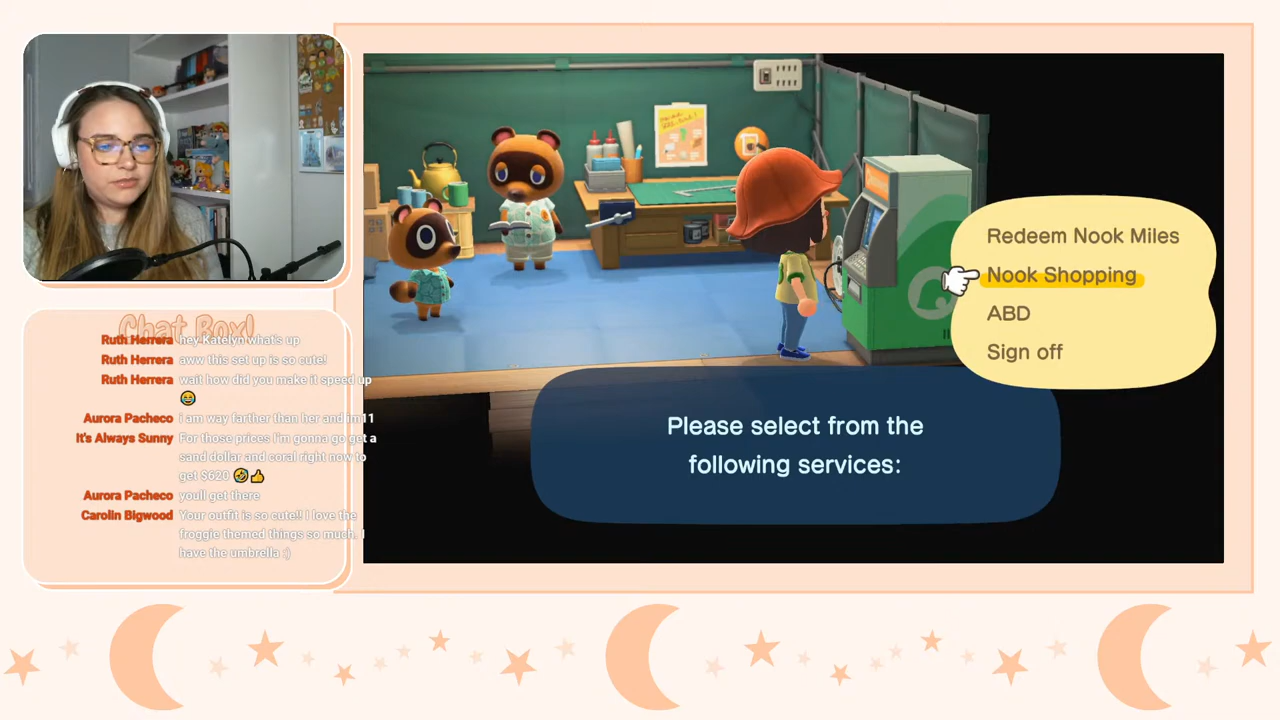 Redeem Nook Miles
Nook Shopping
ABD
Sign off
Please select from the
following services:
Chat Box!
Ruth Herrera hey Katelyn what's up
Ruth Herrera aww this set up is so cute!
Ruth Herrera wait how did you make it speed up
😂
Aurora Pacheco i am way farther than her and im11
It's Always Sunny For those prices I'm gonna go get a
sand dollar and coral right now to
get $620 🤣👍
Aurora Pacheco youll get there
Carolin Bigwood Your outfit is so cute!! I love the
froggie themed things so much. I
have the umbrella :)